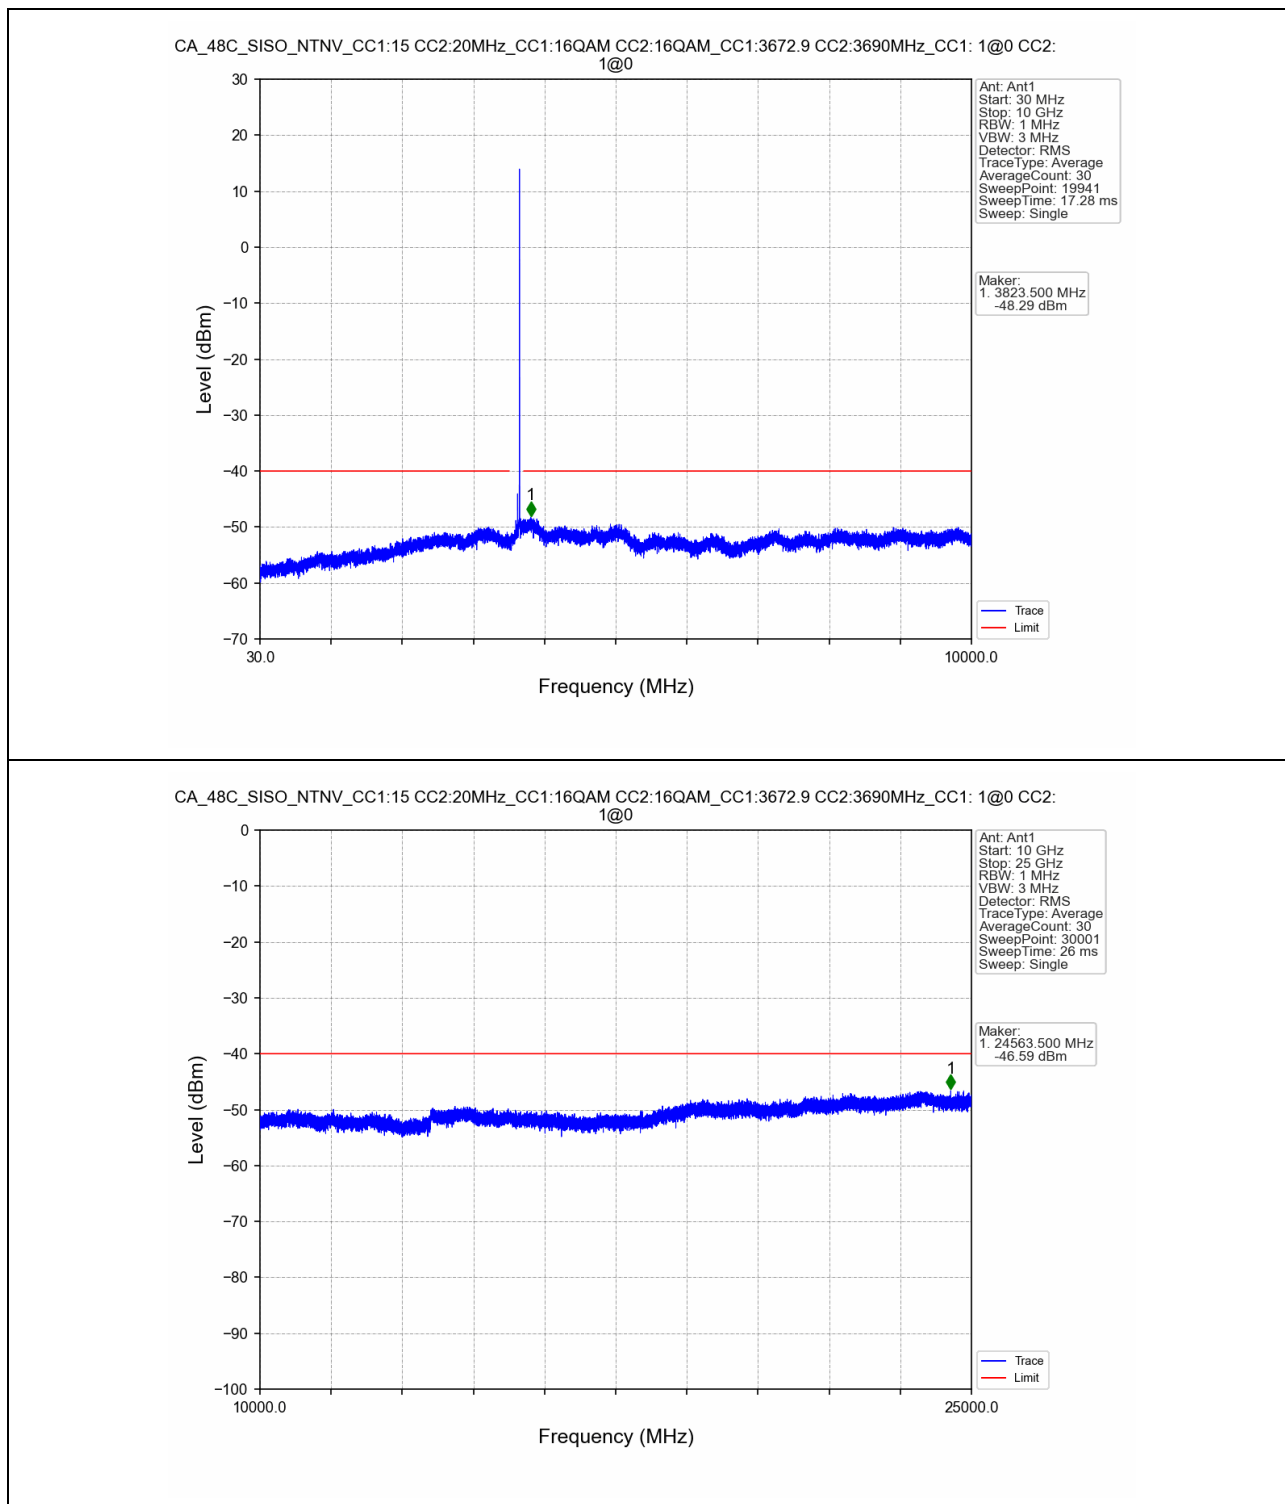 CA_48C_SISO_NTNV_CC1:15 CC2:20MHz_CC1:16QAM CC2:16QAM_CC1:3672.9 CC2:3690MHz_CC1: 1@0 CC2:
1@0
30
20
10
0
−10
−20
−30
−40
−50
−60
−70
Level (dBm)
30.0
10000.0
Frequency (MHz)
1
Ant: Ant1
Start: 30 MHz
Stop: 10 GHz
RBW: 1 MHz
VBW: 3 MHz
Detector: RMS
TraceType: Average
AverageCount: 30
SweepPoint: 19941
SweepTime: 17.28 ms
Sweep: Single
Maker:
1. 3823.500 MHz
-48.29 dBm
Trace
Limit
CA_48C_SISO_NTNV_CC1:15 CC2:20MHz_CC1:16QAM CC2:16QAM_CC1:3672.9 CC2:3690MHz_CC1: 1@0 CC2:
1@0
0
−10
−20
−30
−40
−50
−60
−70
−80
−90
−100
Level (dBm)
10000.0
25000.0
Frequency (MHz)
1
Ant: Ant1
Start: 10 GHz
Stop: 25 GHz
RBW: 1 MHz
VBW: 3 MHz
Detector: RMS
TraceType: Average
AverageCount: 30
SweepPoint: 30001
SweepTime: 26 ms
Sweep: Single
Maker:
1. 24563.500 MHz
-46.59 dBm
Trace
Limit